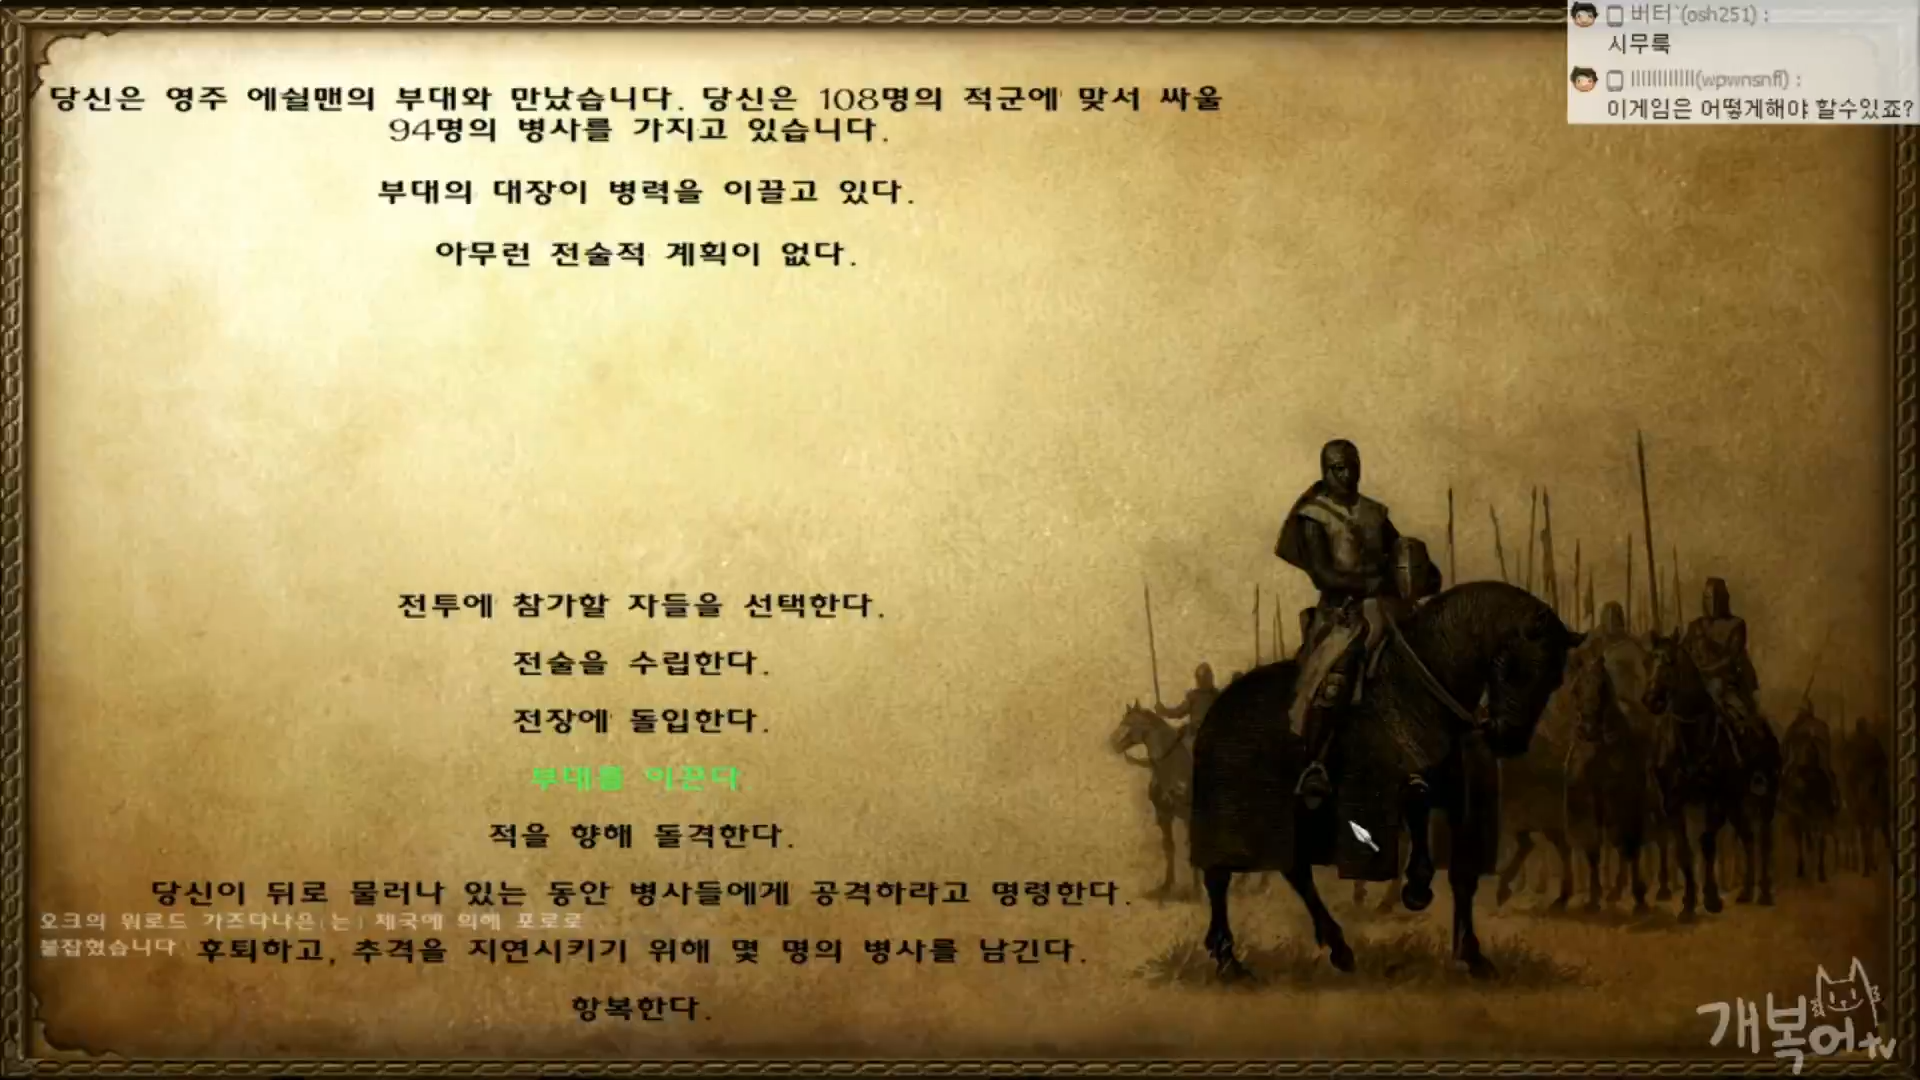 당신은 영주 에쉴맨의 부대와 만났습니다. 당신은 108명의 적군에 맞서 싸울
94명의 병사를 가지고 있습니다.
부대의 대장이 병력을 이끌고 있다.
아무런 전술적 계획이 없다.
전투에 참가할 자들을 선택한다.
전술을 수립한다.
전장에 돌입한다.
부대를 이끈다
적을 향해 돌격한다.
당신이 뒤로 물러나 있는 동안 병사들에게 공격하라고 명령한다.
오크의 워로드 가즈다나은(는) 제국에 의해 포로로
붙잡혔습니다
후퇴하고, 추격을 지연시키기 위해 몇 명의 병사를 남긴다.
항복한다.
버터`(osh251) :
시무룩
(wpwnsnfl) :
이게임은 어떻게해야 할수있죠?
개복어tv